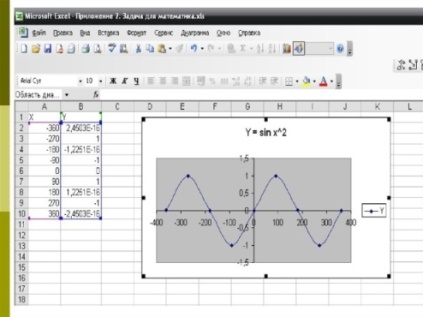 Microsoft Excel - Приложение 2. Задача для математика.xls
Файл Правка Вид Вставка Формат Сервис Диаграмма Окно Справка
Arial Cyr 10 Ж К Ч
Область диа... fx
A B C D E F G H I J K L
1 X Y
2 -360 2,4503E-16
3 -270 1
4 -180 -1,2251E-16
5 -90 -1
6 0 0
7 90 1
8 180 1,2251E-16
9 270 -1
10 360 -2,4503E-16
11
12
13
14
15
16
17
18
Y = sin x^2
1,5
1
0,5
0
-400 -300 -200 -100 0 100 200 300 400
-1
-1,5
Y